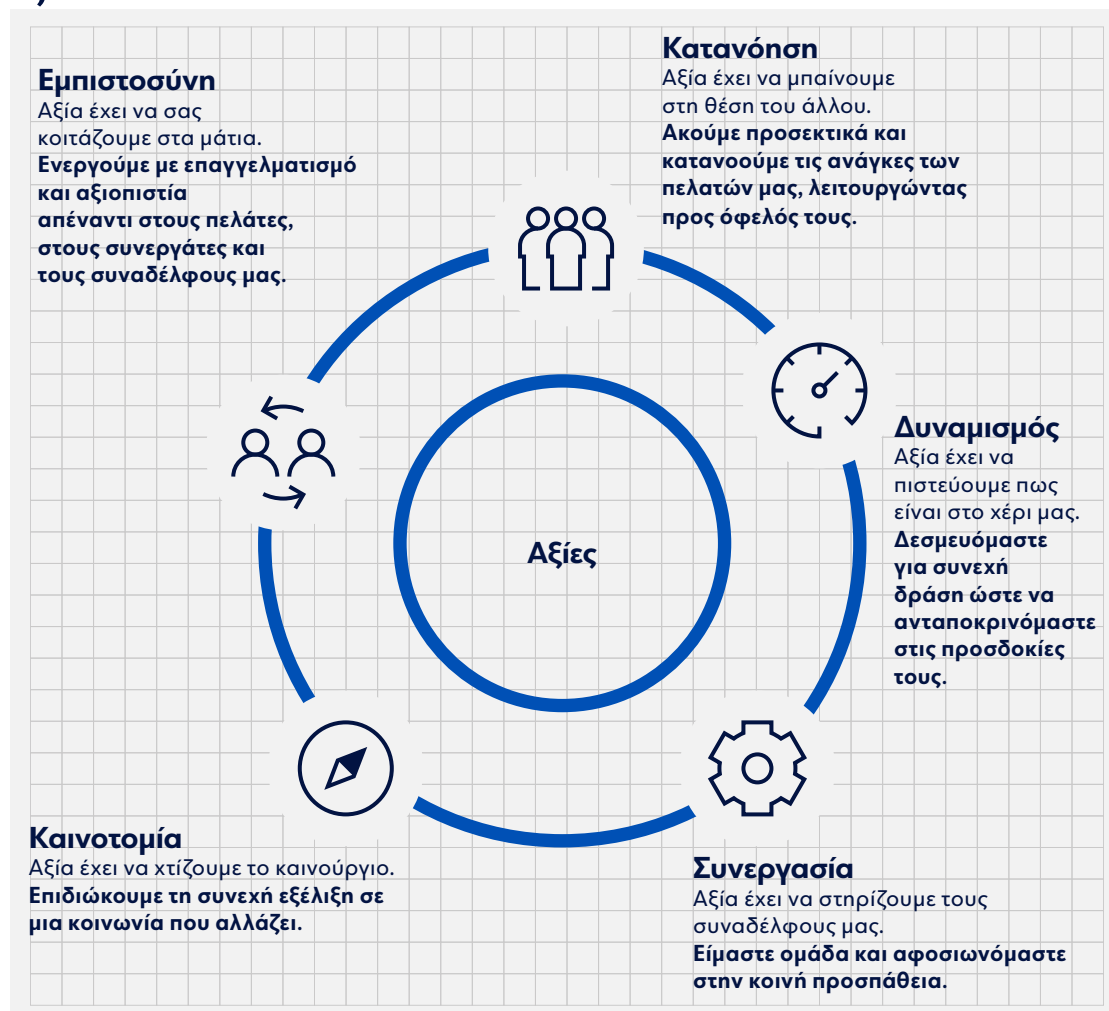 Εμπιστοσύνη
Αξία έχει να σας
κοιτάζουμε στα μάτια.
Ενεργούμε με επαγγελματισμό
και αξιοπιστία
απέναντι στους πελάτες,
στους συνεργάτες και
τους συναδέλφους μας.
Κατανόηση
Αξία έχει να μπαίνουμε
στη θέση του άλλου.
Ακούμε προσεκτικά και
κατανοούμε τις ανάγκες των
πελατών μας, λειτουργώντας
προς όφελός τους.
Δυναμισμός
Αξία έχει να
πιστεύουμε πως
είναι στο χέρι μας.
Δεσμευόμαστε
για συνεχή
δράση ώστε να
ανταποκρινόμαστε
στις προσδοκίες
τους.
Αξίες
Καινοτομία
Αξία έχει να χτίζουμε το καινούργιο.
Επιδιώκουμε τη συνεχή εξέλιξη σε
μια κοινωνία που αλλάζει.
Συνεργασία
Αξία έχει να στηρίζουμε τους
συναδέλφους μας.
Είμαστε ομάδα και αφοσιωνόμαστε
στην κοινή προσπάθεια.